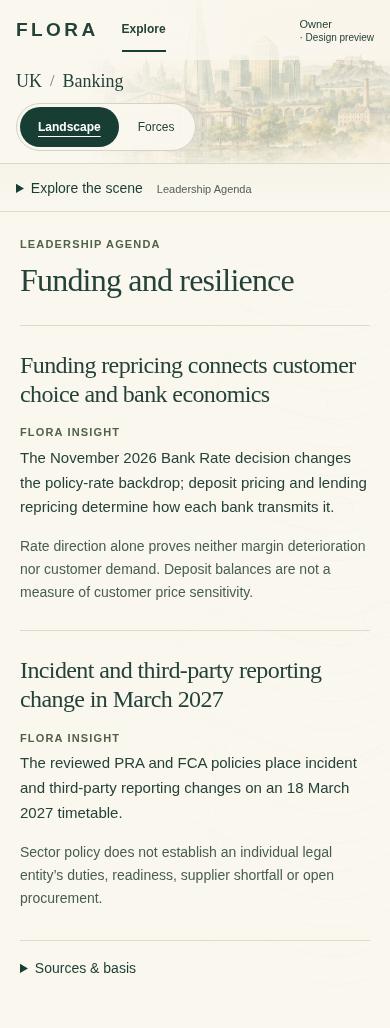 FLORA
Explore
Owner
· Design preview
UK / Banking
Landscape
Forces
Explore the scene
Leadership Agenda
LEADERSHIP AGENDA
Funding and resilience
Funding repricing connects customer
choice and bank economics
FLORA INSIGHT
The November 2026 Bank Rate decision changes
the policy-rate backdrop; deposit pricing and lending
repricing determine how each bank transmits it.
Rate direction alone proves neither margin deterioration
nor customer demand. Deposit balances are not a
measure of customer price sensitivity.
Incident and third-party reporting
change in March 2027
FLORA INSIGHT
The reviewed PRA and FCA policies place incident
and third-party reporting changes on an 18 March
2027 timetable.
Sector policy does not establish an individual legal
entity’s duties, readiness, supplier shortfall or open
procurement.
Sources & basis